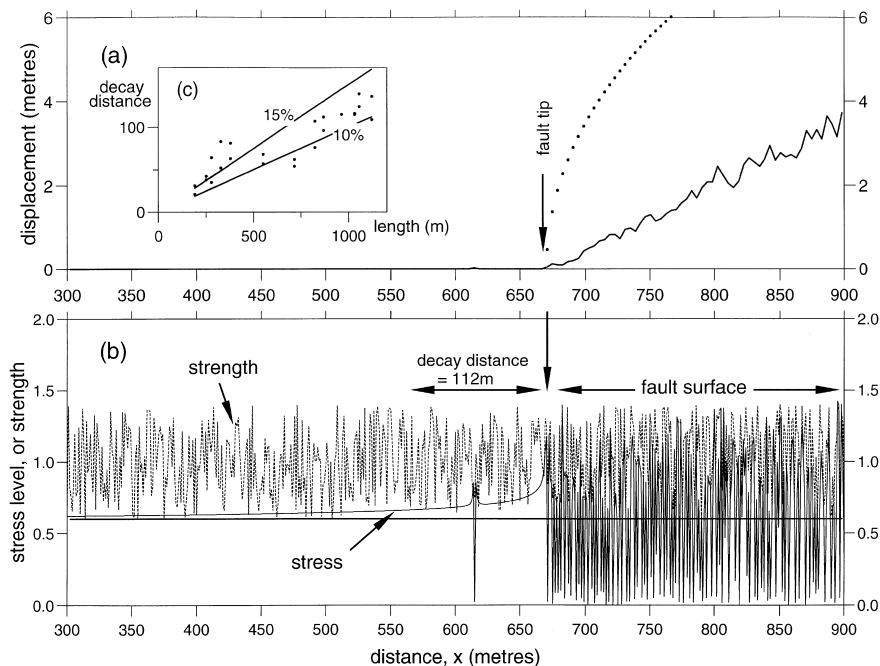 6 6
(a)
(c)
decay
distance
15%
100
10%
0
0 500 1000
length (m)
fault tip
displacement (metres)
4 4
2 2
0 0
300 350 400 450 500 550 600 650 700 750 800 850 900
2.0 2.0
(b)
strength
decay distance
= 112m
fault surface
1.5 1.5
1.0 1.0
stress level, or strength
0.5 0.5
stress
0.0 0.0
300 350 400 450 500 550 600 650 700 750 800 850 900
distance, x (metres)